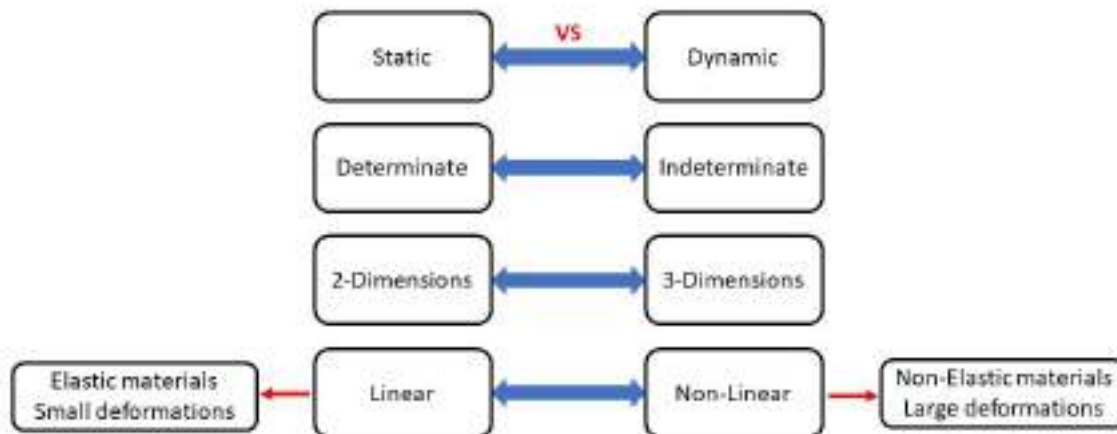 VS
Static
Dynamic
Determinate
Indeterminate
2-Dimensions
3-Dimensions
Elastic materials
Small deformations
Linear
Non-Linear
Non-Elastic materials
Large deformations